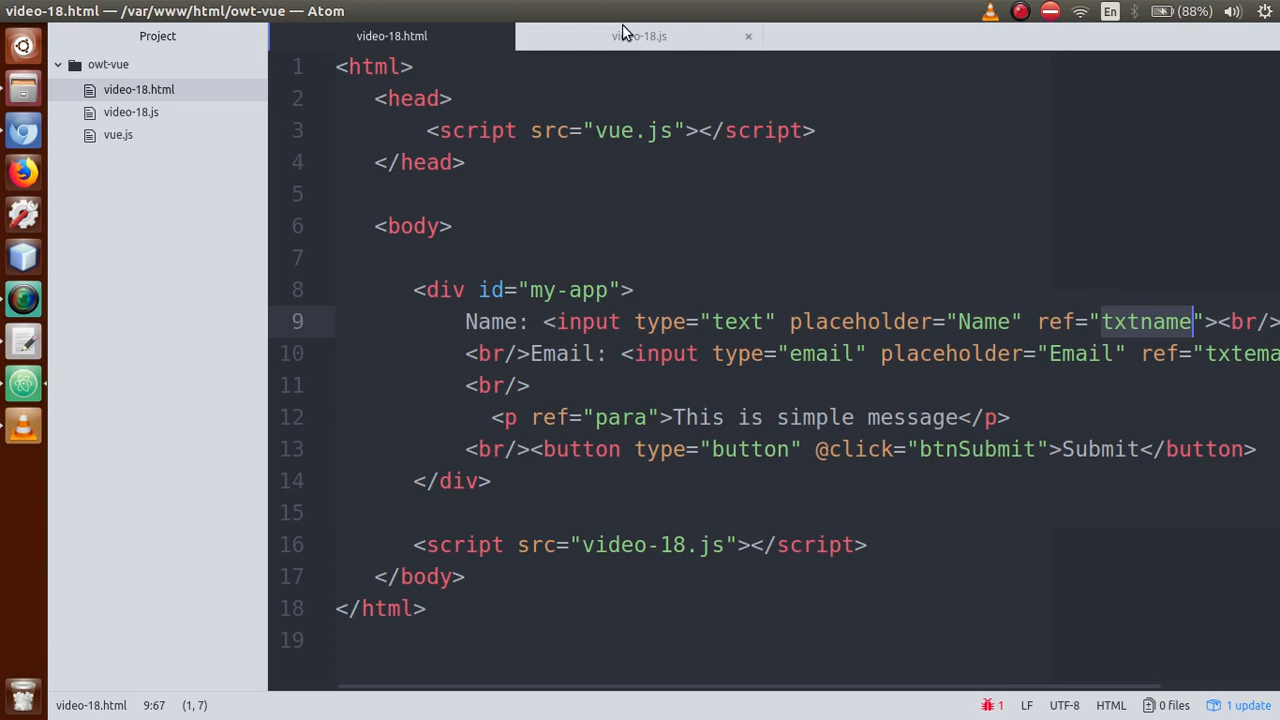 video-18.html — /var/www/html/owt-vue — Atom
En
(88%)
Project
video-18.html
video-18.js
owt-vue
video-18.html
video-18.js
vue.js
1 <html>
2 <head>
3 <script src="vue.js"></script>
4 </head>
5
6 <body>
7
8 <div id="my-app">
9 Name: <input type="text" placeholder="Name" ref="txtname"><br/>
10 <br/>Email: <input type="email" placeholder="Email" ref="txtema
11 <br/>
12 <p ref="para">This is simple message</p>
13 <br/><button type="button" @click="btnSubmit">Submit</button>
14 </div>
15
16 <script src="video-18.js"></script>
17 </body>
18 </html>
19
video-18.html 9:67 (1, 7)
1 LF UTF-8 HTML 0 files 1 update